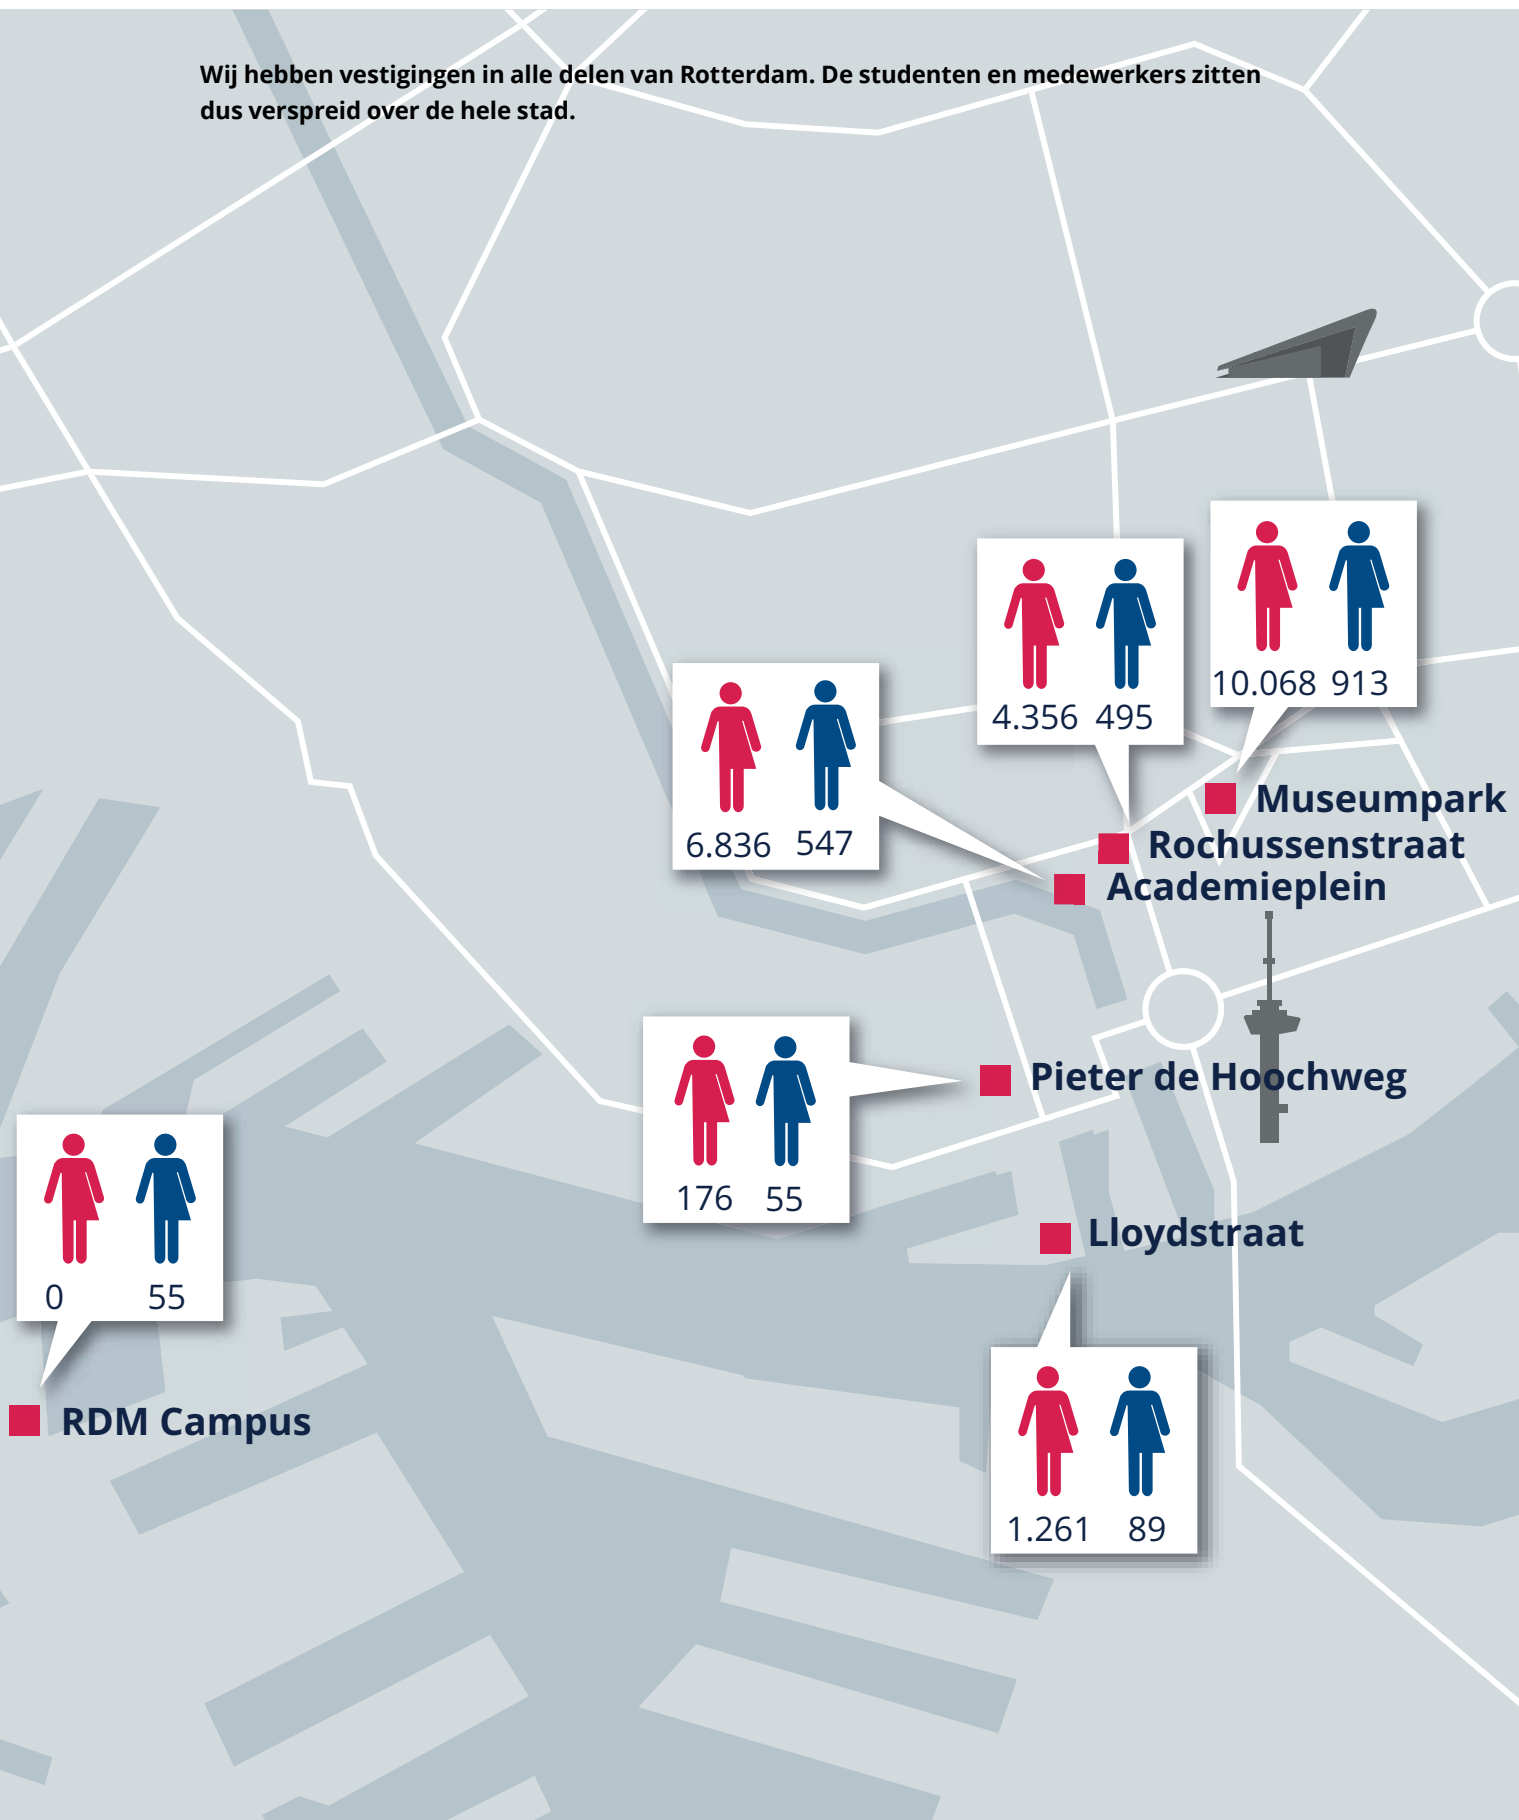 Wij hebben vestigingen in alle delen van Rotterdam. De studenten en medewerkers zitten
dus verspreid over de hele stad.
10.068 913
Museumpark
4.356 495
Rochussenstraat
6.836 547
Academieplein
176 55
Pieter de Hoochweg
Lloydstraat
1.261 89
0 55
RDM Campus